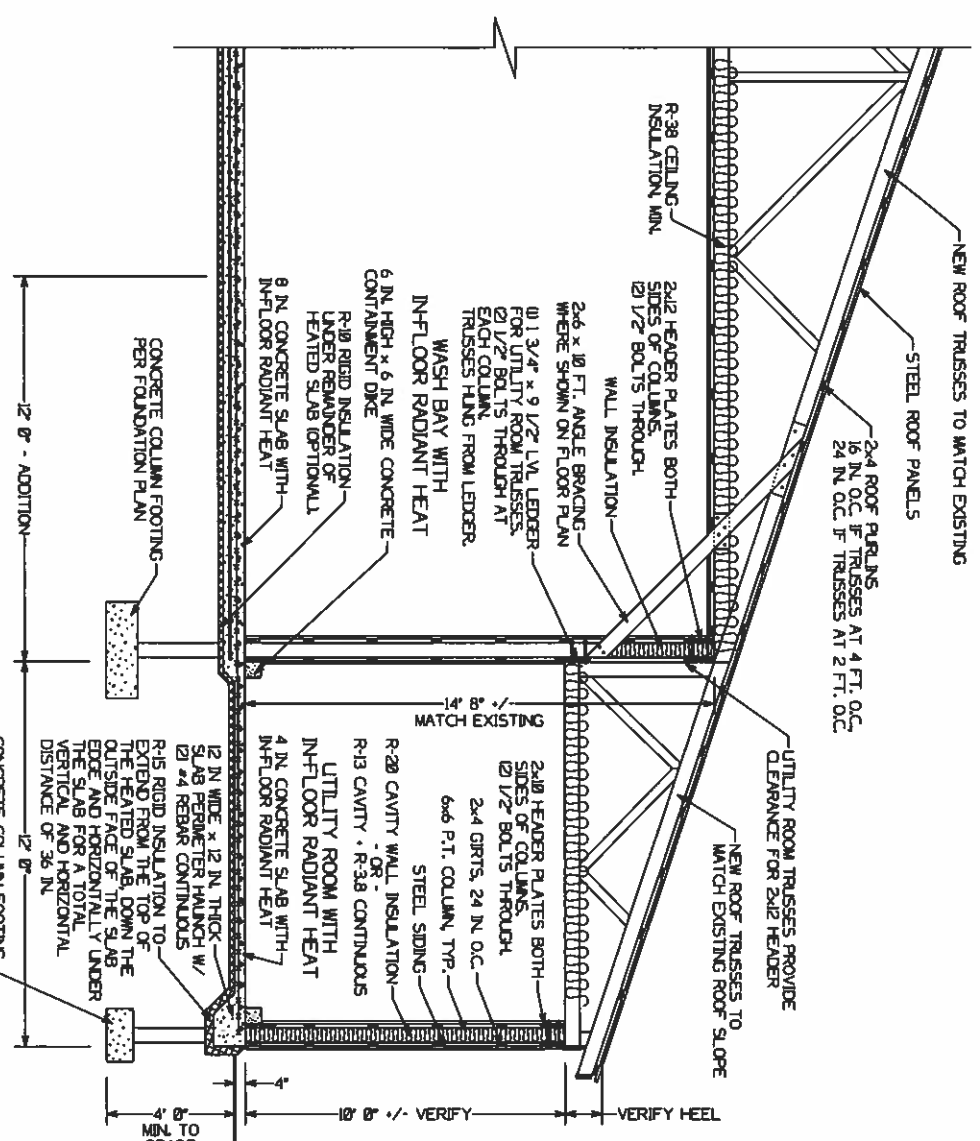 NEW ROOF TRUSSES TO MATCH EXISTING
STEEL ROOF PANELS
2x4 ROOF PURLINS
16 IN. O.C. IF TRUSSES AT 4 FT. O.C.
24 IN. O.C. IF TRUSSES AT 2 FT. O.C.
UTILITY ROOM TRUSSES PROVIDE
CLEARANCE FOR 2x12 HEADER
NEW ROOF TRUSSES TO
MATCH EXISTING ROOF SLOPE
R-38 CEILING
INSULATION, MIN.
2x12 HEADER PLATES BOTH
SIDES OF COLUMNS.
(2) 1/2" BOLTS THROUGH.
WALL INSULATION
2x6 x 10 FT. ANGLE BRACING
WHERE SHOWN ON FLOOR PLAN
(1) 1 3/4" x 9 1/2" LVL LEDGER
FOR UTILITY ROOM TRUSSES.
(2) 1/2" BOLTS THROUGH AT
EACH COLUMN.
TRUSSES HUNG FROM LEDGER.
WASH BAY WITH
IN-FLOOR RADIANT HEAT
6 IN. HIGH x 6 IN. WIDE CONCRETE
CONTAINMENT DIKE
R-10 RIGID INSULATION
UNDER REMAINDER OF
HEATED SLAB (OPTIONAL).
8 IN. CONCRETE SLAB WITH
IN-FLOOR RADIANT HEAT
CONCRETE COLUMN FOOTING
PER FOUNDATION PLAN
12' 0" - ADDITION
14' 8" +/-
MATCH EXISTING
2x10 HEADER PLATES BOTH
SIDES OF COLUMNS.
(2) 1/2" BOLTS THROUGH.
2x4 GIRTS, 24 IN. O.C.
6x6 P.T. COLUMN, TYP.
STEEL SIDING
R-20 CAVITY WALL INSULATION
- OR -
R-13 CAVITY + R-3.8 CONTINUOUS
UTILITY ROOM WITH
IN-FLOOR RADIANT HEAT
4 IN. CONCRETE SLAB WITH
IN-FLOOR RADIANT HEAT
12 IN WIDE x 12 IN. THICK
SLAB PERIMETER HAUNCH W/
(2) #4 REBAR CONTINUOUS
R-15 RIGID INSULATION TO
EXTEND FROM THE TOP OF
THE HEATED SLAB, DOWN THE
OUTSIDE FACE OF THE SLAB
EDGE AND HORIZONTALLY UNDER
THE SLAB FOR A TOTAL
VERTICAL AND HORIZONTAL
DISTANCE OF 36 IN.
12' 0"
CONCRETE COLUMN FOOTING
VERIFY HEEL
10' 0" +/- VERIFY
4"
4' 0"
MIN. TO